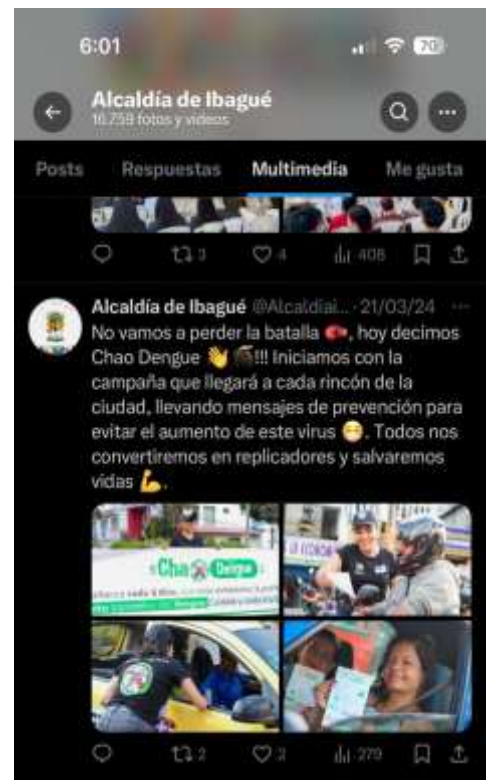 6:01
70
Alcaldía de Ibagué
16.759 fotos y videos
Posts Respuestas Multimedia Me gusta
3 4 408
Alcaldía de Ibagué @Alcaldiai... · 21/03/24
No vamos a perder la batalla 🥊, hoy decimos
Chao Dengue 👋🦟!!! Iniciamos con la
campaña que llegará a cada rincón de la
ciudad, llevando mensajes de prevención para
evitar el aumento de este virus 😷. Todos nos
convertiremos en replicadores y salvaremos
vidas 💪.
Chao Dengue
2 2 279